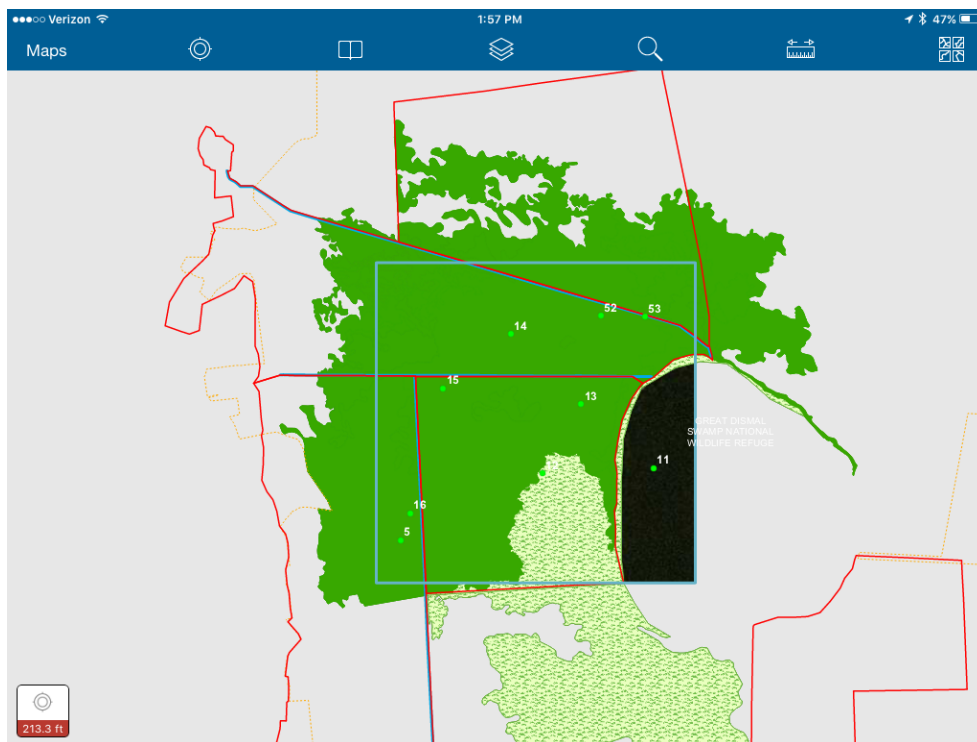 Verizon
1:57 PM
47%
Maps
52
53
14
15
13
GREAT DISMAL
SWAMP NATIONAL
WILDLIFE REFUGE
11
16
5
213.3 ft